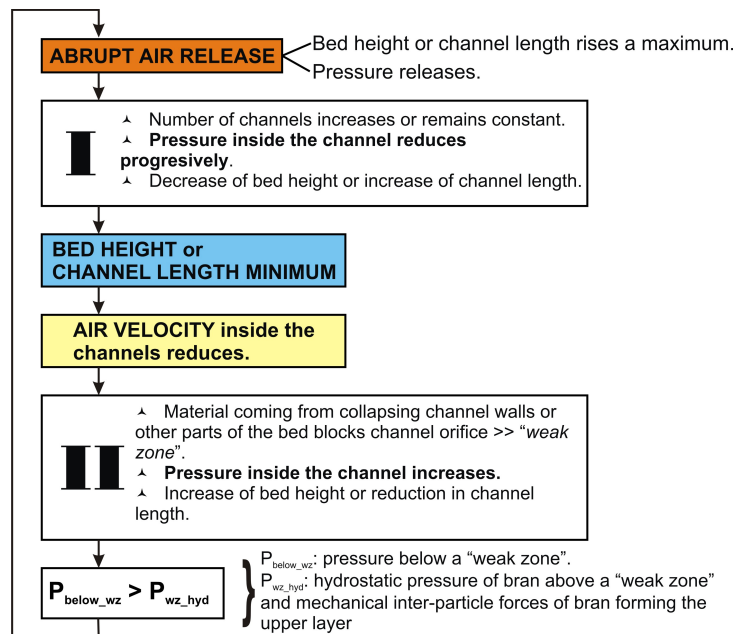 ABRUPT AIR RELEASE
Bed height or channel length rises a maximum.
Pressure releases.
I
Number of channels increases or remains constant.
Pressure inside the channel reduces
progresively.
Decrease of bed height or increase of channel length.
BED HEIGHT or
CHANNEL LENGTH MINIMUM
AIR VELOCITY inside the
channels reduces.
II
Material coming from collapsing channel walls or
other parts of the bed blocks channel orifice >> “weak
zone”.
Pressure inside the channel increases.
Increase of bed height or reduction in channel
length.
Pbelow_wz > Pwz_hyd
Pbelow_wz: pressure below a “weak zone”.
Pwz_hyd: hydrostatic pressure of bran above a “weak zone”
and mechanical inter-particle forces of bran forming the
upper layer